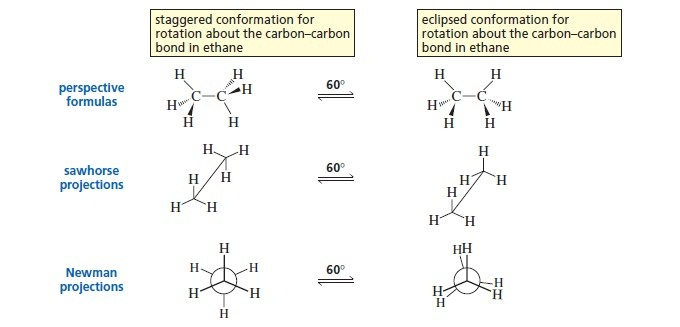 staggered conformation for
rotation about the carbon–carbon
bond in ethane
eclipsed conformation for
rotation about the carbon–carbon
bond in ethane
perspective
formulas
H H
C–C H
H
H H
60°
H H
C–C
H H
H H
sawhorse
projections
H H
H H
H H
60°
H
H H
H
H H
Newman
projections
H
H H
H H
H
60°
HH
H
H H
H